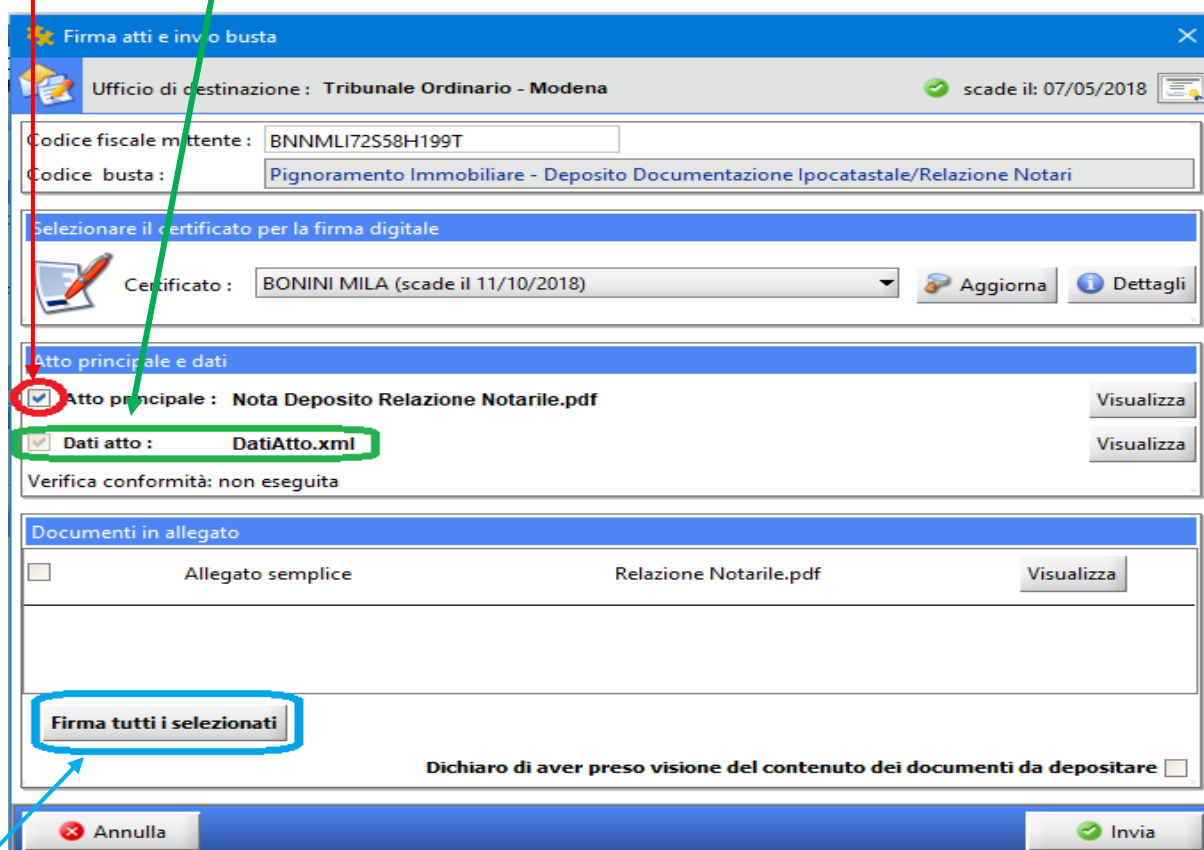 Firma atti e invio busta
Ufficio di destinazione : Tribunale Ordinario - Modena scade il: 07/05/2018
Codice fiscale mittente : BNNMLI72S58H199T
Codice busta : Pignoramento Immobiliare - Deposito Documentazione Ipocatastale/Relazione Notari
Selezionare il certificato per la firma digitale
Certificato : BONINI MILA (scade il 11/10/2018) Aggiorna Dettagli
Atto principale e dati
Atto principale : Nota Deposito Relazione Notarile.pdf Visualizza
Dati atto : DatiAtto.xml Visualizza
Verifica conformità: non eseguita
Documenti in allegato
Allegato semplice Relazione Notarile.pdf Visualizza
Firma tutti i selezionati
Dichiaro di aver preso visione del contenuto dei documenti da depositare
Annulla Invia